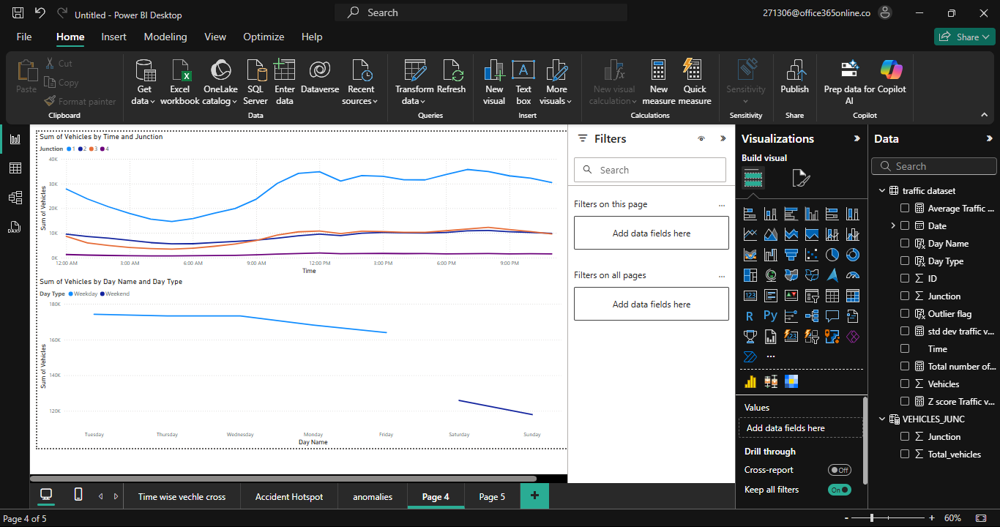 Untitled - Power BI Desktop
Search
271306@office365online.co
File Home Insert Modeling View Optimize Help
Share
Paste
Cut
Copy
Format painter
Clipboard
Get data
Excel workbook
OneLake catalog
SQL Server
Enter data
Dataverse
Recent sources
Data
Transform data
Refresh
Queries
New visual
Text box
More visuals
Insert
New visual calculation
New measure
Quick measure
Calculations
Sensitivity
Sensitivity
Publish
Share
Prep data for AI
Copilot
Copilot
Sum of Vehicles by Time and Junction
Junction 1 2 3 4
Sum of Vehicles
40K
30K
20K
10K
0K
12:00 AM 3:00 AM 6:00 AM 9:00 AM 12:00 PM 3:00 PM 6:00 PM 9:00 PM
Time
Sum of Vehicles by Day Name and Day Type
Day Type Weekday Weekend
Sum of Vehicles
180K
160K
140K
120K
Tuesday Thursday Wednesday Monday Friday Saturday Sunday
Day Name
Filters
Search
Filters on this page ...
Add data fields here
Filters on all pages ...
Add data fields here
Visualizations
Build visual
123
R Py
123
...
Values
Add data fields here
Drill through
Cross-report Off
Keep all filters On
Data
Search
traffic dataset
Average Traffic ...
Date
Day Name
Day Type
ID
Junction
Outlier flag
std dev traffic v...
Time
Total number of...
Vehicles
Z score Traffic v...
VEHICLES_JUNC
Junction
Total_vehicles
DAX
Time wise vechle cross
Accident Hotspot
anomalies
Page 4
Page 5
+
Page 4 of 5
- + 60%